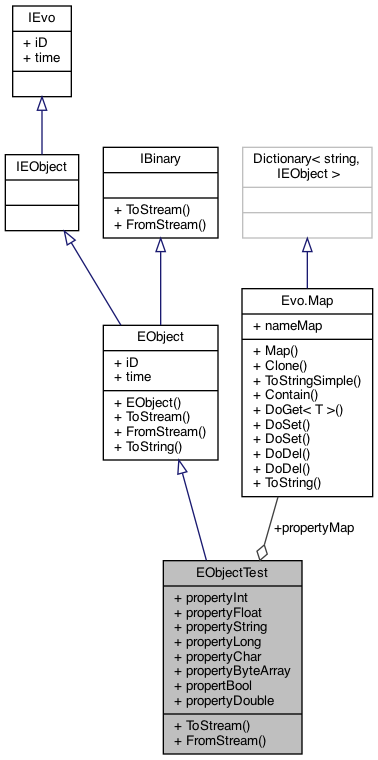 IEvo
+ iD
+ time
IEObject
IBinary
+ ToStream()
+ FromStream()
Dictionary< string,
IEObject >
EObject
+ iD
+ time
+ EObject()
+ ToStream()
+ FromStream()
+ ToString()
Evo.Map
+ nameMap
+ Map()
+ Clone()
+ ToStringSimple()
+ Contain()
+ DoGet< T >()
+ DoSet()
+ DoSet()
+ DoDel()
+ DoDel()
+ ToString()
+propertyMap
EObjectTest
+ propertyInt
+ propertyFloat
+ propertyString
+ propertyLong
+ propertyChar
+ propertyByteArray
+ propertBool
+ propertyDouble
+ ToStream()
+ FromStream()